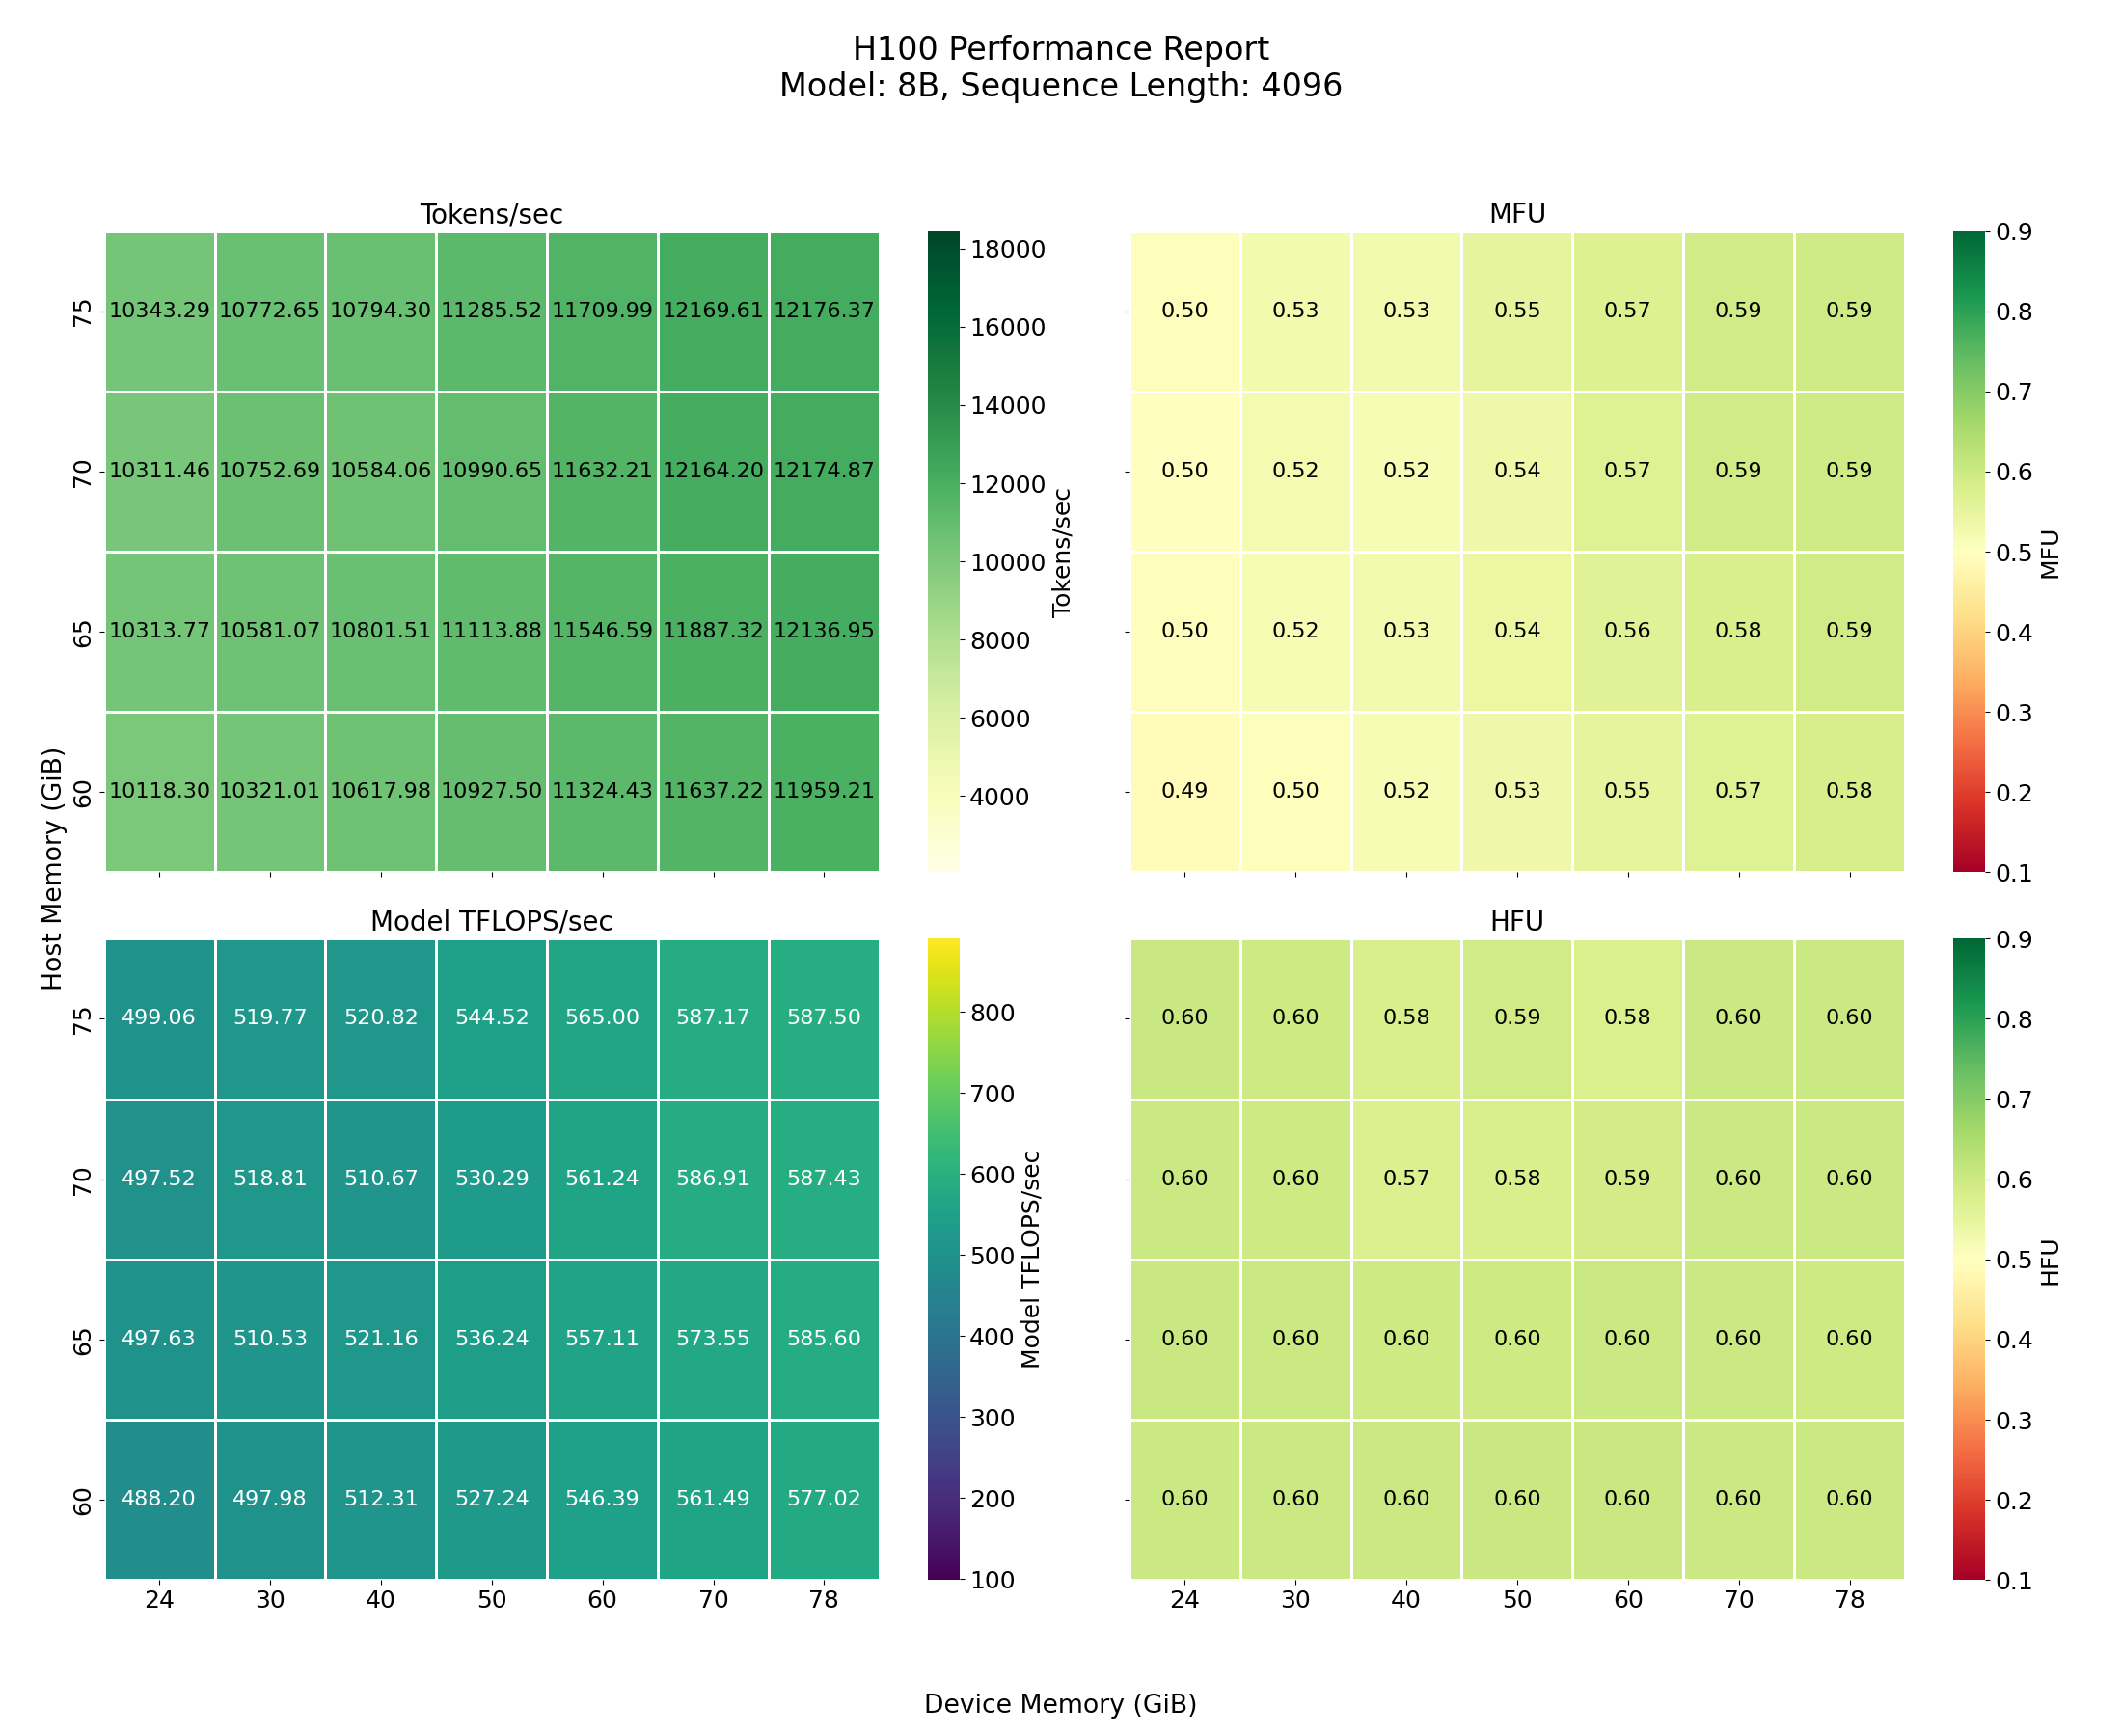 H100 Performance Report
Model: 8B, Sequence Length: 4096
Tokens/sec
75 10343.29 10772.65 10794.30 11285.52 11709.99 12169.61 12176.37
70 10311.46 10752.69 10584.06 10990.65 11632.21 12164.20 12174.87
65 10313.77 10581.07 10801.51 11113.88 11546.59 11887.32 12136.95
60 10118.30 10321.01 10617.98 10927.50 11324.43 11637.22 11959.21
18000
16000
14000
12000
10000
8000
6000
4000
Tokens/sec
MFU
0.50 0.53 0.53 0.55 0.57 0.59 0.59
0.50 0.52 0.52 0.54 0.57 0.59 0.59
0.50 0.52 0.53 0.54 0.56 0.58 0.59
0.49 0.50 0.52 0.53 0.55 0.57 0.58
0.9
0.8
0.7
0.6
0.5
0.4
0.3
0.2
0.1
MFU
Host Memory (GiB)
Model TFLOPS/sec
75 499.06 519.77 520.82 544.52 565.00 587.17 587.50
70 497.52 518.81 510.67 530.29 561.24 586.91 587.43
65 497.63 510.53 521.16 536.24 557.11 573.55 585.60
60 488.20 497.98 512.31 527.24 546.39 561.49 577.02
24 30 40 50 60 70 78
800
700
600
500
400
300
200
100
Model TFLOPS/sec
HFU
0.60 0.60 0.58 0.59 0.58 0.60 0.60
0.60 0.60 0.57 0.58 0.59 0.60 0.60
0.60 0.60 0.60 0.60 0.60 0.60 0.60
0.60 0.60 0.60 0.60 0.60 0.60 0.60
24 30 40 50 60 70 78
0.9
0.8
0.7
0.6
0.5
0.4
0.3
0.2
0.1
HFU
Device Memory (GiB)